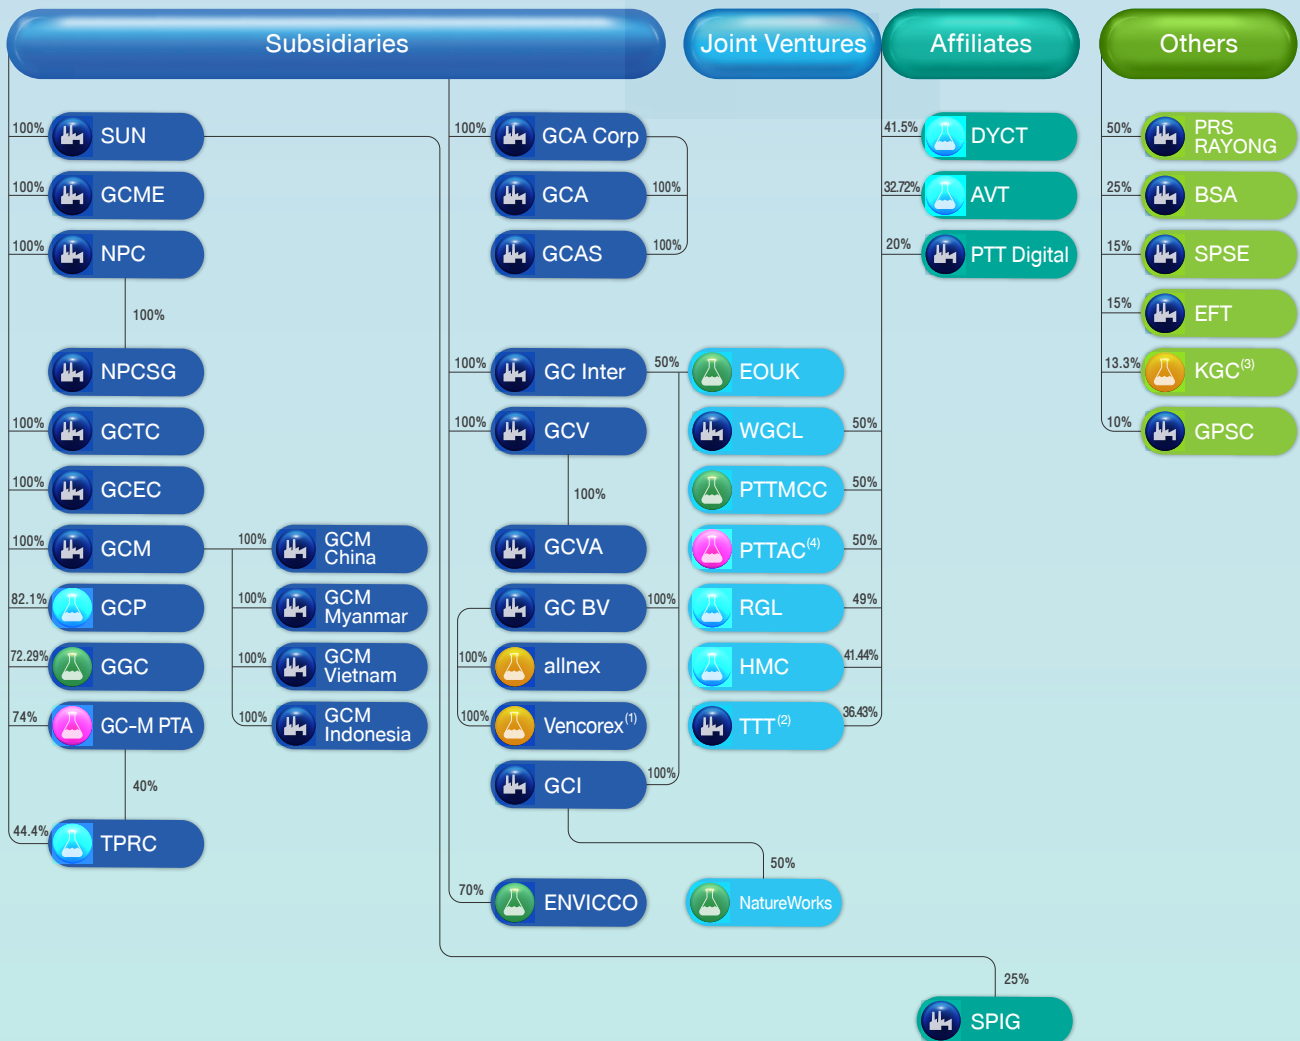 Subsidiaries
Joint Ventures
Affiliates
Others
100%
SUN
100%
GCME
100%
NPC
100%
NPCSG
100%
GCTC
100%
GCEC
100%
GCM
100%
GCM
China
100%
GCM
Myanmar
100%
GCM
Vietnam
100%
GCM
Indonesia
82.1%
GCP
72.29%
GGC
74%
GC-M PTA
40%
44.4%
TPRC
100%
GCA Corp
GCA
100%
GCAS
100%
100%
GC Inter
50%
100%
GCV
100%
GCVA
GC BV
100%
100%
allnex
100%
Vencorex(1)
GCI
100%
50%
70%
ENVICCO
EOUK
WGCL
50%
PTTMCC
50%
PTTAC(4)
50%
RGL
49%
HMC
41.44%
TTT(2)
36.43%
NatureWorks
41.5%
DYCT
32.72%
AVT
20%
PTT Digital
25%
SPIG
50%
PRS
RAYONG
25%
BSA
15%
SPSE
15%
EFT
13.3%
KGC(3)
10%
GPSC